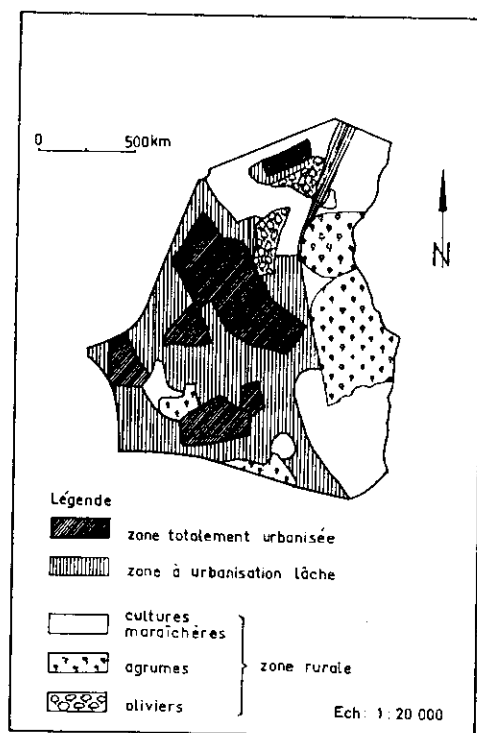 0 500km
N
Légende
zone totalement urbanisée
zone à urbanisation lâche
cultures
maraîchères
agrumes
zone rurale
oliviers
Ech: 1:20 000